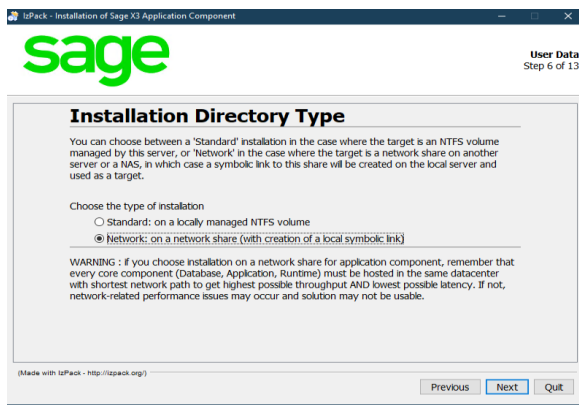 IzPack - Installation of Sage X3 Application Component
sage
User Data
Step 6 of 13
Installation Directory Type
You can choose between a 'Standard' installation in the case where the target is an NTFS volume
managed by this server, or 'Network' in the case where the target is a network share on another
server or a NAS, in which case a symbolic link to this share will be created on the local server and
used as a target.
Choose the type of installation
Standard: on a locally managed NTFS volume
Network: on a network share (with creation of a local symbolic link)
WARNING : if you choose installation on a network share for application component, remember that
every core component (Database, Application, Runtime) must be hosted in the same datacenter
with shortest network path to get highest possible throughput AND lowest possible latency. If not,
network-related performance issues may occur and solution may not be usable.
(Made with IzPack - http://izpack.org/)
Previous Next Quit